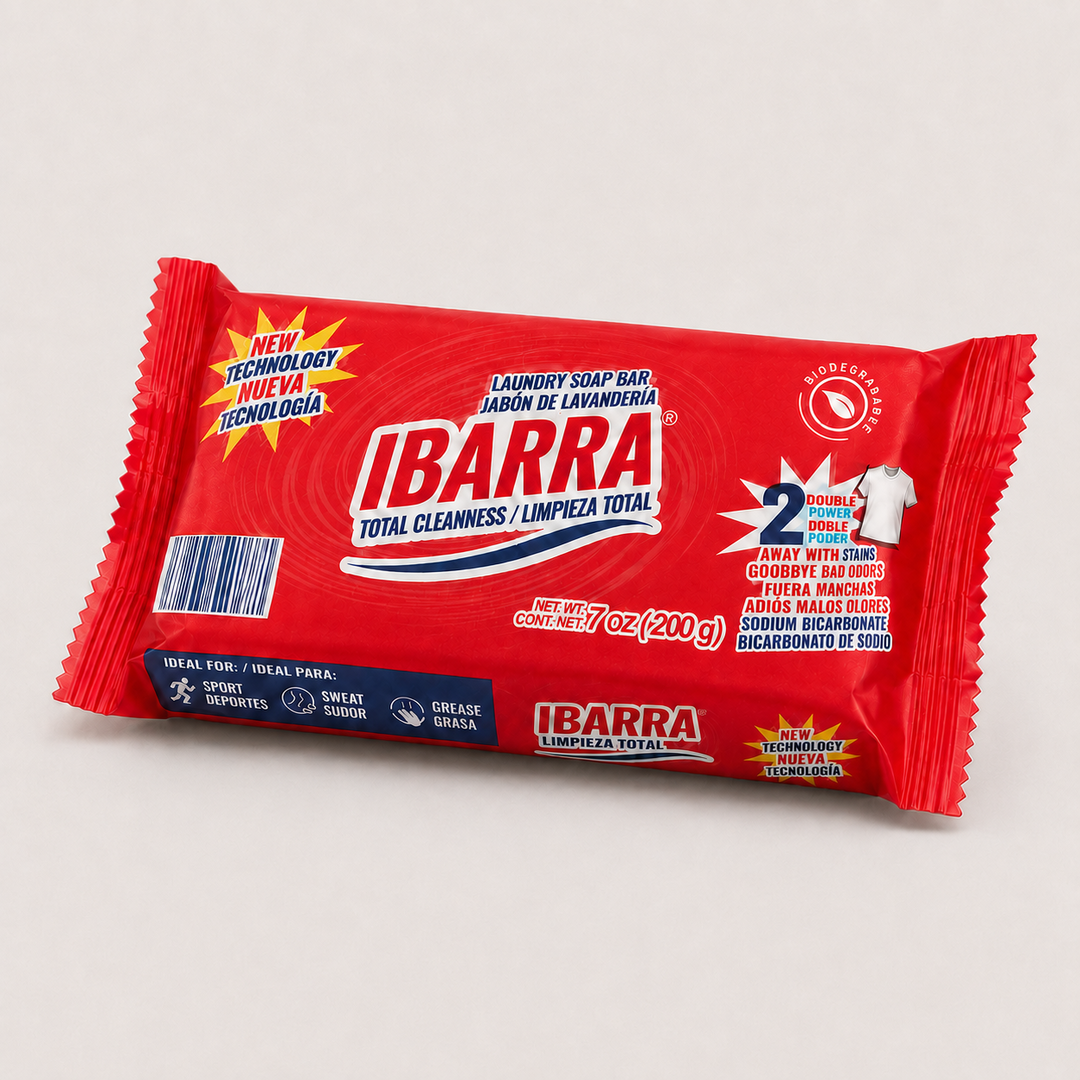 NEW
TECHNOLOGY
NUEVA
TECNOLOGÍA
LAUNDRY SOAP BAR
JABÓN DE LAVANDERÍA
IBARRA®
TOTAL CLEANNESS / LIMPIEZA TOTAL
BIODEGRABABRE
2 DOUBLE
POWER
DOBLE
PODER
AWAY WITH STAINS
GOOBBYE BAD ODORS
FUERA MANCHAS
ADIÓS MALOS OLORES
SODIUM BICARBONATE
BICARBONATO DE SODIO
NET. WT.
CONT. NET. 7 oz (200 g)
IDEAL FOR: / IDEAL PARA:
SPORT
DEPORTES
SWEAT
SUDOR
GREASE
GRASA
IBARRA®
LIMPIEZA TOTAL
NEW
TECHNOLOGY
NUEVA
TECNOLOGÍA